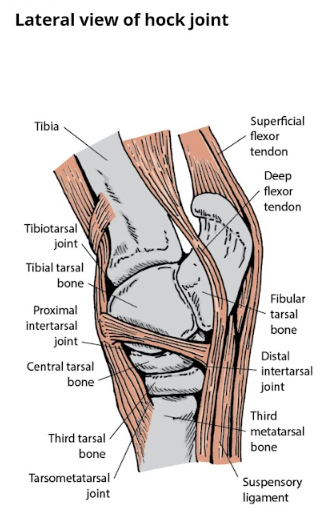 Lateral view of hock joint
Tibia
Superficial
flexor
tendon
Deep
flexor
tendon
Tibiotarsal
joint
Tibial tarsal
bone
Proximal
intertarsal
joint
Central tarsal
bone
Third tarsal
bone
Tarsometatarsal
joint
Fibular
tarsal
bone
Distal
intertarsal
joint
Third
metatarsal
bone
Suspensory
ligament